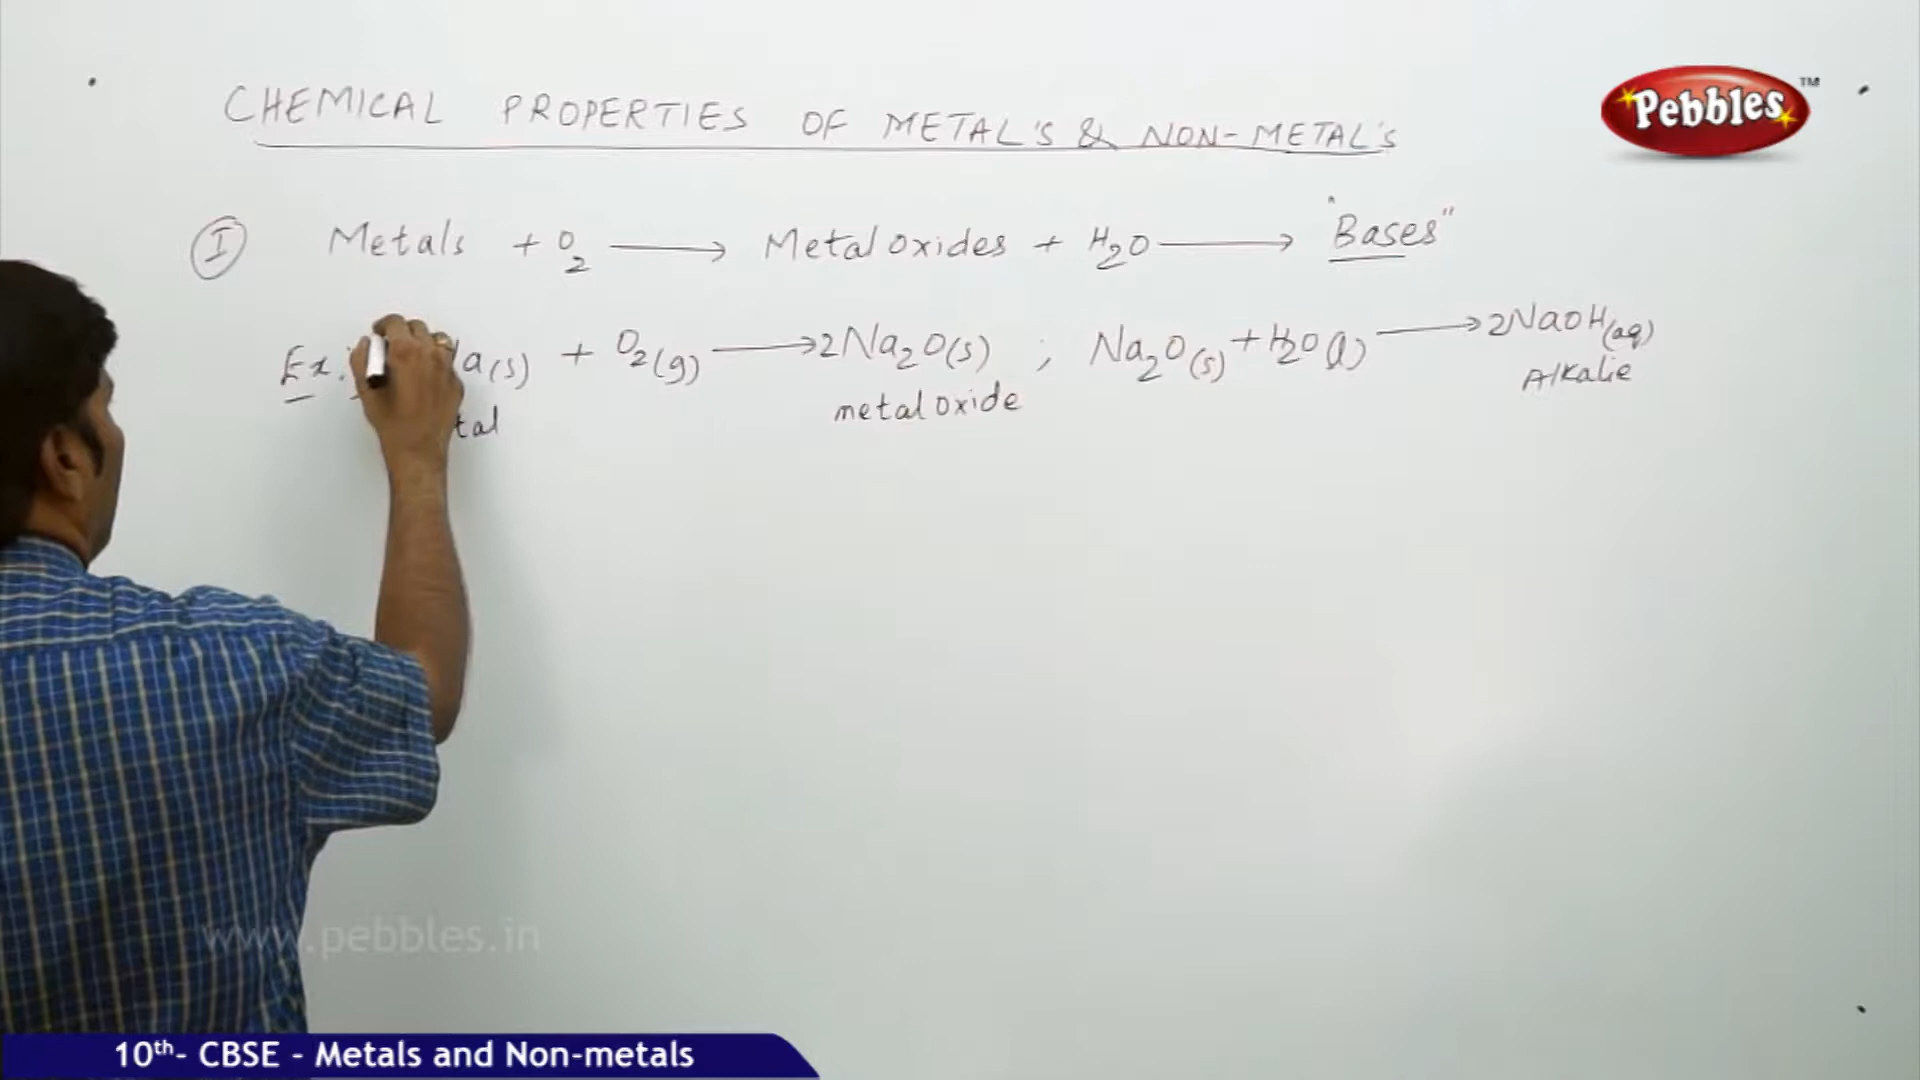 CHEMICAL PROPERTIES OF METAL'S & NON-METAL'S
Pebbles™
I Metals + O2 → Metal oxides + H2O → "Bases"
Ex: a(s) + O2(g) → 2Na2O(s) ; Na2O(s) + H2O(l) → 2NaOH(aq)
tal metal oxide Alkalie
www.pebbles.in
10th- CBSE - Metals and Non-metals